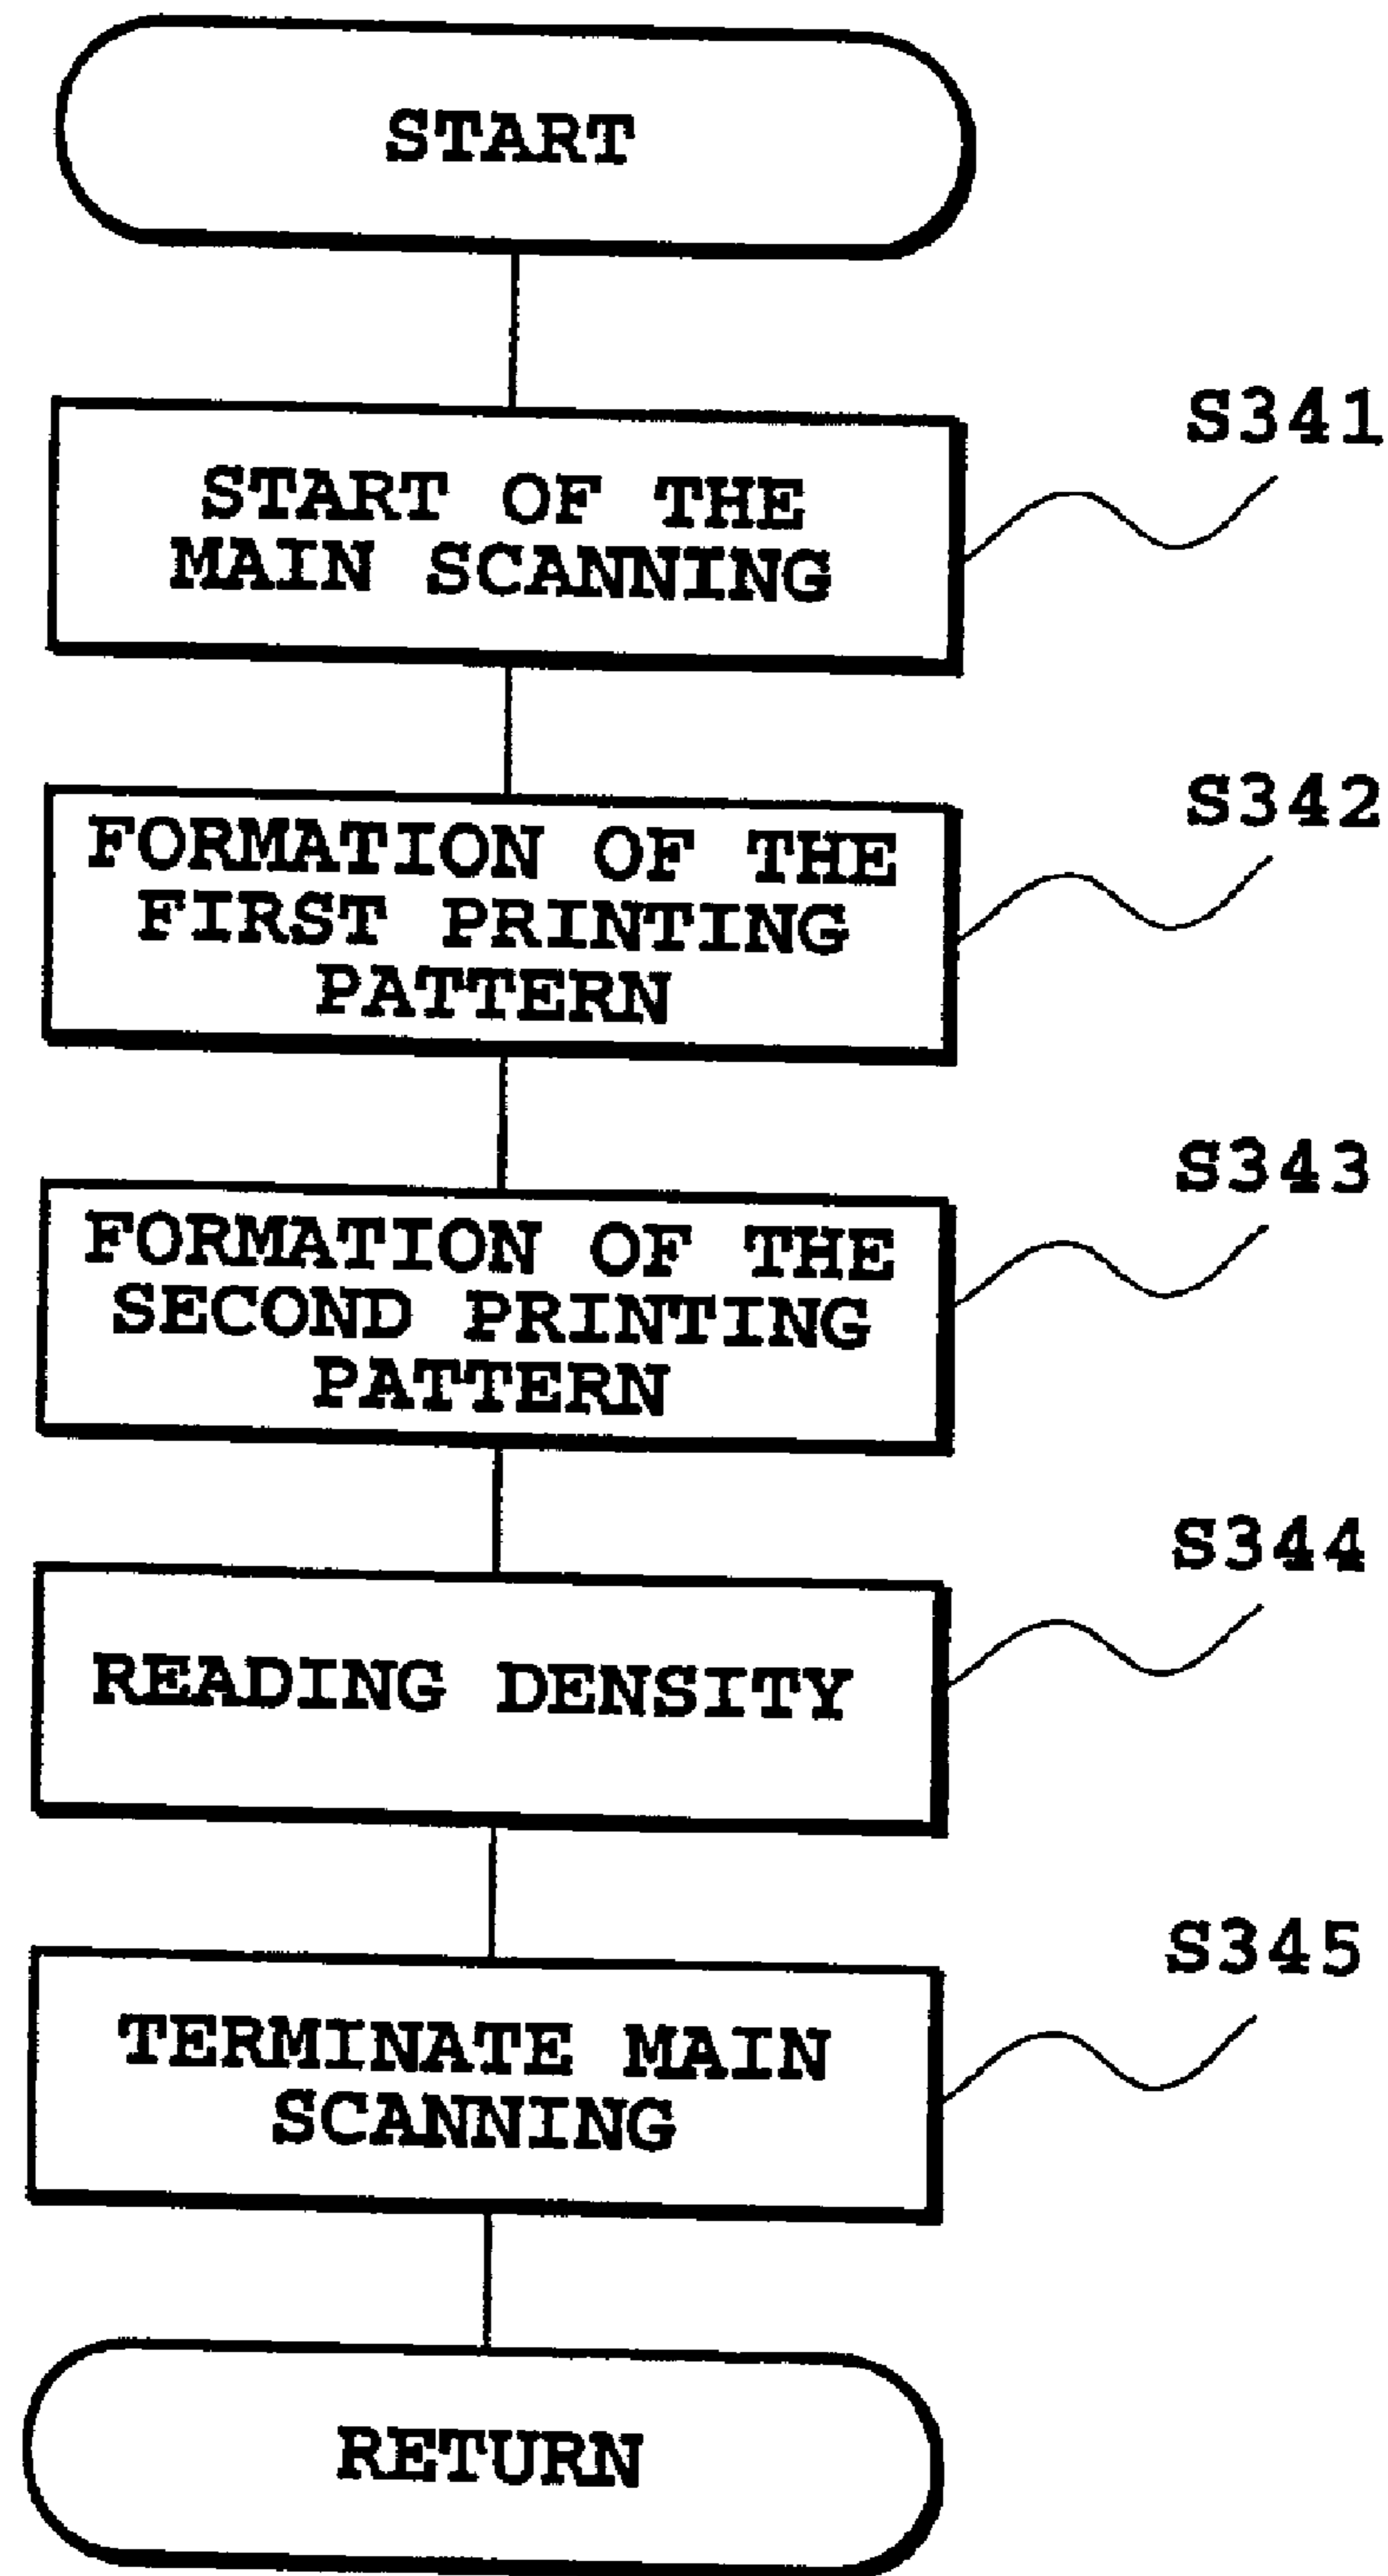 START
S341
START OF THE
MAIN SCANNING
S342
FORMATION OF THE
FIRST PRINTING
PATTERN
S343
FORMATION OF THE
SECOND PRINTING
PATTERN
S344
READING DENSITY
S345
TERMINATE MAIN
SCANNING
RETURN